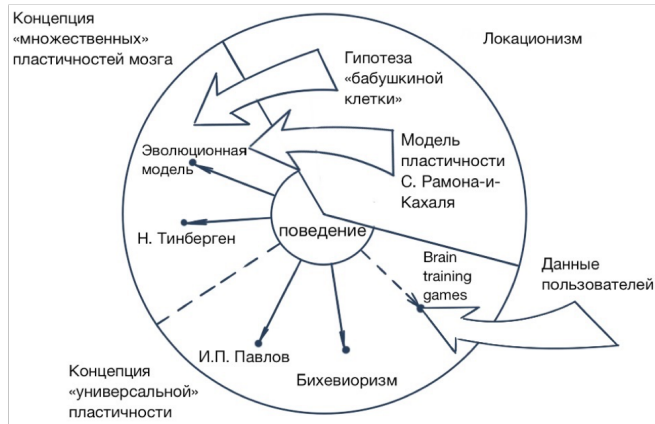 Концепция
«множественных»
пластичностей мозга
Локационизм
Гипотеза
«бабушкиной
клетки»
Эволюционная
модель
Модель
пластичности
С. Рамона-и-
Кахаля
Н. Тинберген
поведение
Brain
training
games
Данные
пользователей
И.П. Павлов
Бихевиоризм
Концепция
«универсальной»
пластичности